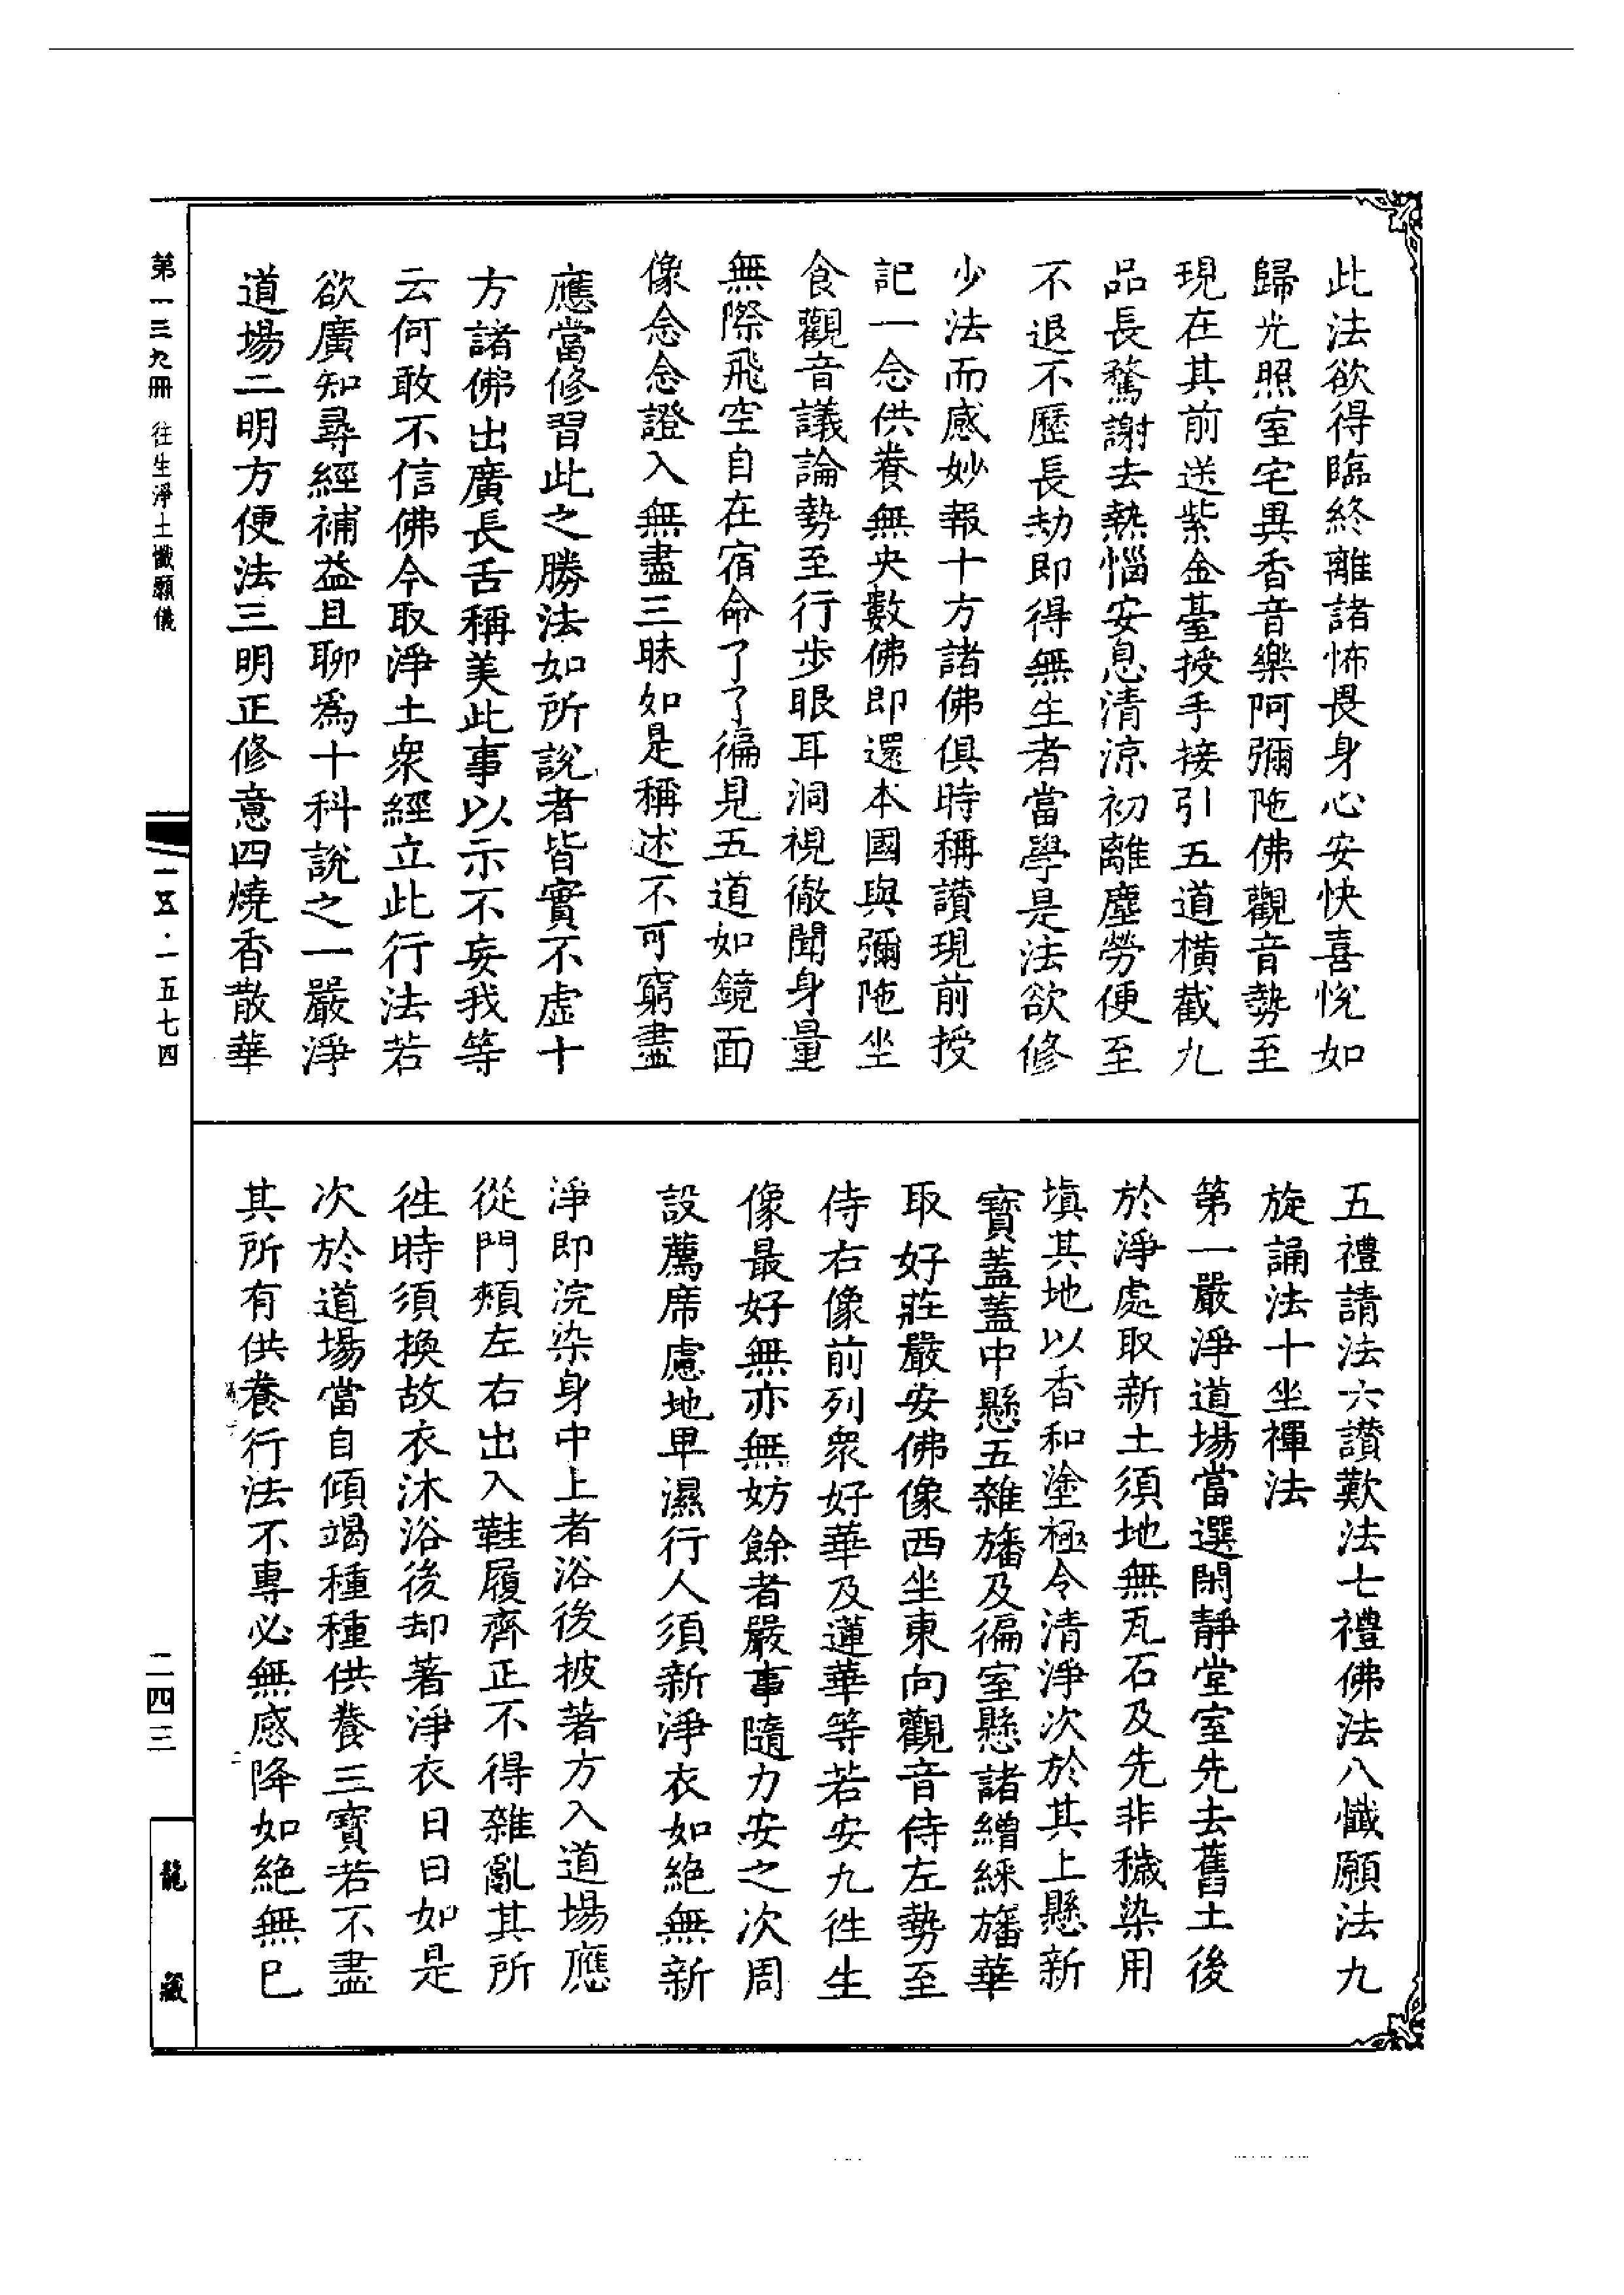 此法欲得臨終離諸怖畏身心安快喜悅如
歸光照室宅異香音樂阿彌陁佛觀音勢至
現在其前送紫金臺授手接引五道橫截九
品長騖謝去熱惱安息清涼初離塵勞便至
不退不歷長劫即得無生者當學是法欲修
少法而感妙報十方諸佛俱時稱讚現前授
記一念供養無央數佛即還本國與彌陁坐
食觀音議論勢至行步眼耳洞視徹聞身量
無際飛空自在宿命了了徧見五道如鏡面
像念念證入無盡三昧如是稱述不可窮盡
應當修習此之勝法如所說者皆實不虛十
方諸佛出廣長舌稱美此事以示不妄我等
云何敢不信佛今取淨土衆經立此行法若
欲廣知尋經補益且聊為十科說之一嚴淨
道場二明方便法三明正修意四燒香散華
五禮請法六讚歎法七禮佛法八懺願法九
旋誦法十坐禪法
第一嚴淨道場當選閑靜堂室先去舊土後
於淨處取新土須地無瓦石及先非穢染用
填其地以香和塗極令清淨次於其上懸新
寶蓋蓋中懸五雜旛及徧室懸諸繒綵旛華
取好莊嚴安佛像西坐東向觀音侍左勢至
侍右像前列衆好華及蓮華等若安九徃生
像最好無亦無妨餘者嚴事隨力安之次周
設薦席慮地卑濕行人須新淨衣如絶無新
淨即浣染身中上者浴後披著方入道場應
從門頰左右出入鞋履齊正不得雜亂其所
徃時須換故衣沐浴後却著淨衣日日如是
次於道場當自傾竭種種供養三寶若不盡
其所有供養行法不專必無感降如絶無已
第一三九冊 往生淨土懺願儀
一五·一五七四
二四三
龍藏